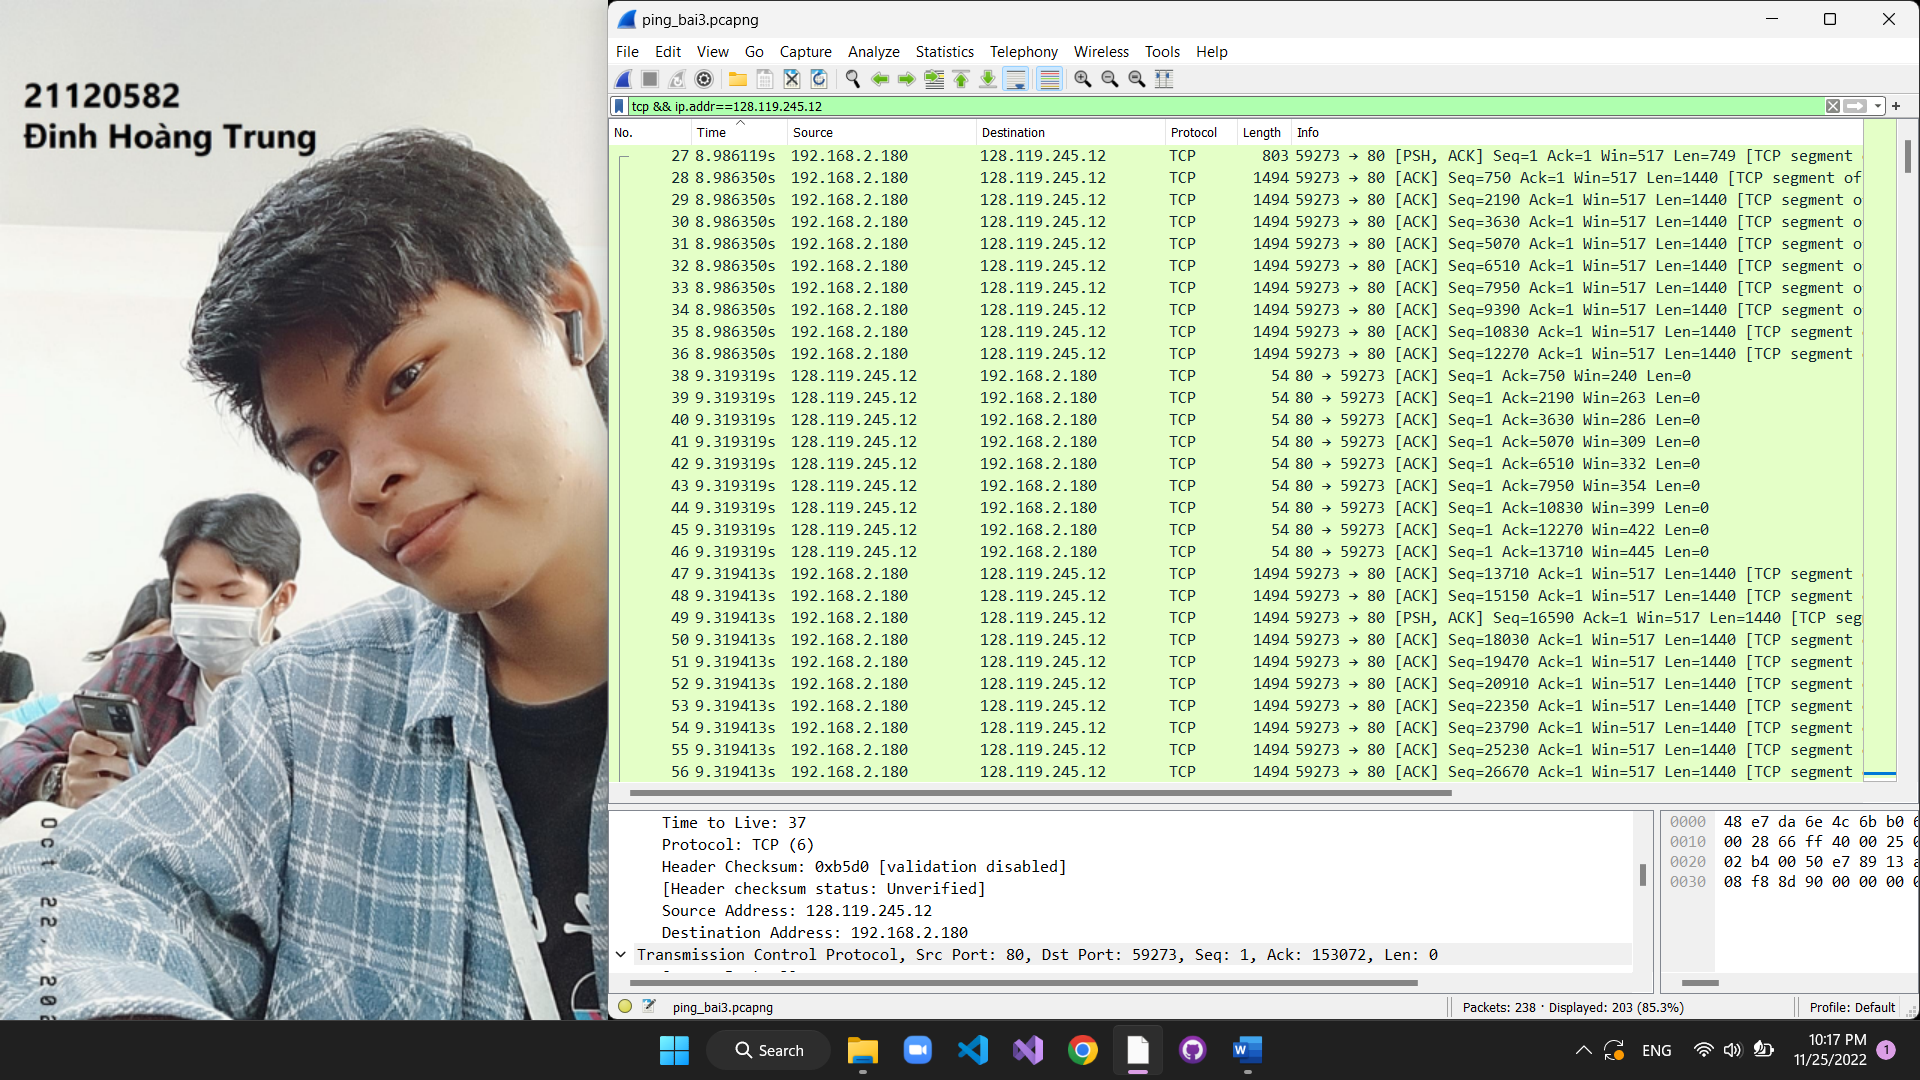 21120582
Đinh Hoàng Trung
ping_bai3.pcapng
File Edit View Go Capture Analyze Statistics Telephony Wireless Tools Help
tcp && ip.addr==128.119.245.12
No. Time Source Destination Protocol Length Info
27 8.986119s 192.168.2.180 128.119.245.12 TCP 803 59273 → 80 [PSH, ACK] Seq=1 Ack=1 Win=517 Len=749 [TCP segment
28 8.986350s 192.168.2.180 128.119.245.12 TCP 1494 59273 → 80 [ACK] Seq=750 Ack=1 Win=517 Len=1440 [TCP segment of
29 8.986350s 192.168.2.180 128.119.245.12 TCP 1494 59273 → 80 [ACK] Seq=2190 Ack=1 Win=517 Len=1440 [TCP segment o
30 8.986350s 192.168.2.180 128.119.245.12 TCP 1494 59273 → 80 [ACK] Seq=3630 Ack=1 Win=517 Len=1440 [TCP segment o
31 8.986350s 192.168.2.180 128.119.245.12 TCP 1494 59273 → 80 [ACK] Seq=5070 Ack=1 Win=517 Len=1440 [TCP segment o
32 8.986350s 192.168.2.180 128.119.245.12 TCP 1494 59273 → 80 [ACK] Seq=6510 Ack=1 Win=517 Len=1440 [TCP segment o
33 8.986350s 192.168.2.180 128.119.245.12 TCP 1494 59273 → 80 [ACK] Seq=7950 Ack=1 Win=517 Len=1440 [TCP segment o
34 8.986350s 192.168.2.180 128.119.245.12 TCP 1494 59273 → 80 [ACK] Seq=9390 Ack=1 Win=517 Len=1440 [TCP segment o
35 8.986350s 192.168.2.180 128.119.245.12 TCP 1494 59273 → 80 [ACK] Seq=10830 Ack=1 Win=517 Len=1440 [TCP segment
36 8.986350s 192.168.2.180 128.119.245.12 TCP 1494 59273 → 80 [ACK] Seq=12270 Ack=1 Win=517 Len=1440 [TCP segment
38 9.319319s 128.119.245.12 192.168.2.180 TCP 54 80 → 59273 [ACK] Seq=1 Ack=750 Win=240 Len=0
39 9.319319s 128.119.245.12 192.168.2.180 TCP 54 80 → 59273 [ACK] Seq=1 Ack=2190 Win=263 Len=0
40 9.319319s 128.119.245.12 192.168.2.180 TCP 54 80 → 59273 [ACK] Seq=1 Ack=3630 Win=286 Len=0
41 9.319319s 128.119.245.12 192.168.2.180 TCP 54 80 → 59273 [ACK] Seq=1 Ack=5070 Win=309 Len=0
42 9.319319s 128.119.245.12 192.168.2.180 TCP 54 80 → 59273 [ACK] Seq=1 Ack=6510 Win=332 Len=0
43 9.319319s 128.119.245.12 192.168.2.180 TCP 54 80 → 59273 [ACK] Seq=1 Ack=7950 Win=354 Len=0
44 9.319319s 128.119.245.12 192.168.2.180 TCP 54 80 → 59273 [ACK] Seq=1 Ack=10830 Win=399 Len=0
45 9.319319s 128.119.245.12 192.168.2.180 TCP 54 80 → 59273 [ACK] Seq=1 Ack=12270 Win=422 Len=0
46 9.319319s 128.119.245.12 192.168.2.180 TCP 54 80 → 59273 [ACK] Seq=1 Ack=13710 Win=445 Len=0
47 9.319413s 192.168.2.180 128.119.245.12 TCP 1494 59273 → 80 [ACK] Seq=13710 Ack=1 Win=517 Len=1440 [TCP segment
48 9.319413s 192.168.2.180 128.119.245.12 TCP 1494 59273 → 80 [ACK] Seq=15150 Ack=1 Win=517 Len=1440 [TCP segment
49 9.319413s 192.168.2.180 128.119.245.12 TCP 1494 59273 → 80 [PSH, ACK] Seq=16590 Ack=1 Win=517 Len=1440 [TCP seg
50 9.319413s 192.168.2.180 128.119.245.12 TCP 1494 59273 → 80 [ACK] Seq=18030 Ack=1 Win=517 Len=1440 [TCP segment
51 9.319413s 192.168.2.180 128.119.245.12 TCP 1494 59273 → 80 [ACK] Seq=19470 Ack=1 Win=517 Len=1440 [TCP segment
52 9.319413s 192.168.2.180 128.119.245.12 TCP 1494 59273 → 80 [ACK] Seq=20910 Ack=1 Win=517 Len=1440 [TCP segment
53 9.319413s 192.168.2.180 128.119.245.12 TCP 1494 59273 → 80 [ACK] Seq=22350 Ack=1 Win=517 Len=1440 [TCP segment
54 9.319413s 192.168.2.180 128.119.245.12 TCP 1494 59273 → 80 [ACK] Seq=23790 Ack=1 Win=517 Len=1440 [TCP segment
55 9.319413s 192.168.2.180 128.119.245.12 TCP 1494 59273 → 80 [ACK] Seq=25230 Ack=1 Win=517 Len=1440 [TCP segment
56 9.319413s 192.168.2.180 128.119.245.12 TCP 1494 59273 → 80 [ACK] Seq=26670 Ack=1 Win=517 Len=1440 [TCP segment
Time to Live: 37
Protocol: TCP (6)
Header Checksum: 0xb5d0 [validation disabled]
[Header checksum status: Unverified]
Source Address: 128.119.245.12
Destination Address: 192.168.2.180
Transmission Control Protocol, Src Port: 80, Dst Port: 59273, Seq: 1, Ack: 153072, Len: 0
0000 48 e7 da 6e 4c 6b b0
0010 00 28 66 ff 40 00 25
0020 02 b4 00 50 e7 89 13
0030 08 f8 8d 90 00 00 00
Oct 22, 202
ping_bai3.pcapng
Packets: 238 · Displayed: 203 (85.3%)
Profile: Default
Search
ENG
10:17 PM
11/25/2022
1